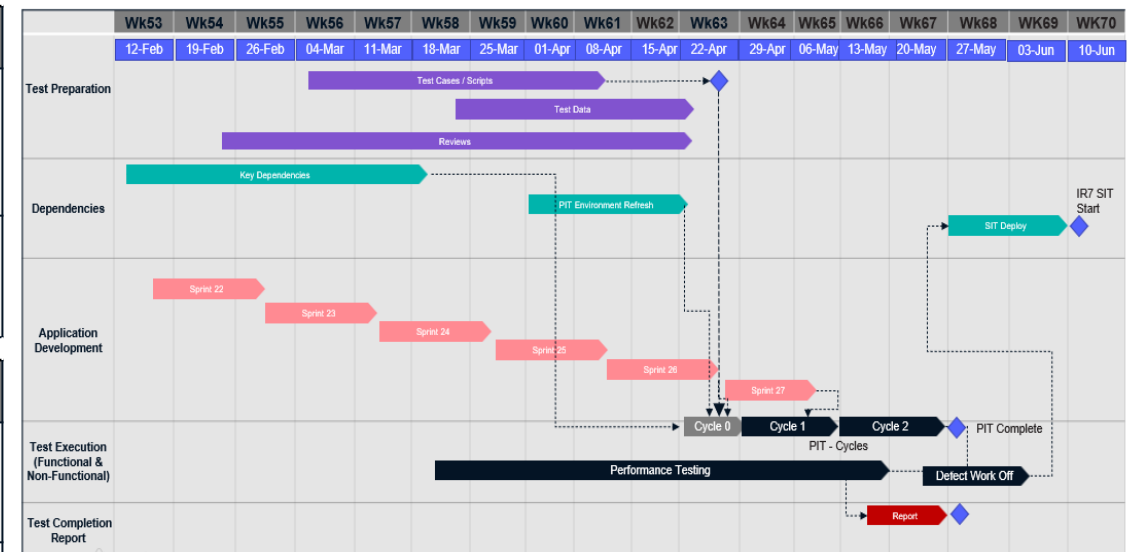 Wk53 Wk54 Wk55 Wk56 Wk57 Wk58 Wk59 Wk60 Wk61 Wk62 Wk63 Wk64 Wk65 Wk66 Wk67 Wk68 WK69 WK70
12-Feb 19-Feb 26-Feb 04-Mar 11-Mar 18-Mar 25-Mar 01-Apr 08-Apr 15-Apr 22-Apr 29-Apr 06-May 13-May 20-May 27-May 03-Jun 10-Jun
Test Preparation
Test Cases / Scripts
Test Data
Reviews
Dependencies
Key Dependencies
PIT Environment Refresh
IR7 SIT
Start
SIT Deploy
Application
Development
Sprint 22
Sprint 23
Sprint 24
Sprint 25
Sprint 26
Sprint 27
Test Execution
(Functional &
Non-Functional)
Cycle 0 Cycle 1 Cycle 2 PIT Complete
PIT - Cycles
Performance Testing
Defect Work Off
Test Completion
Report
Report